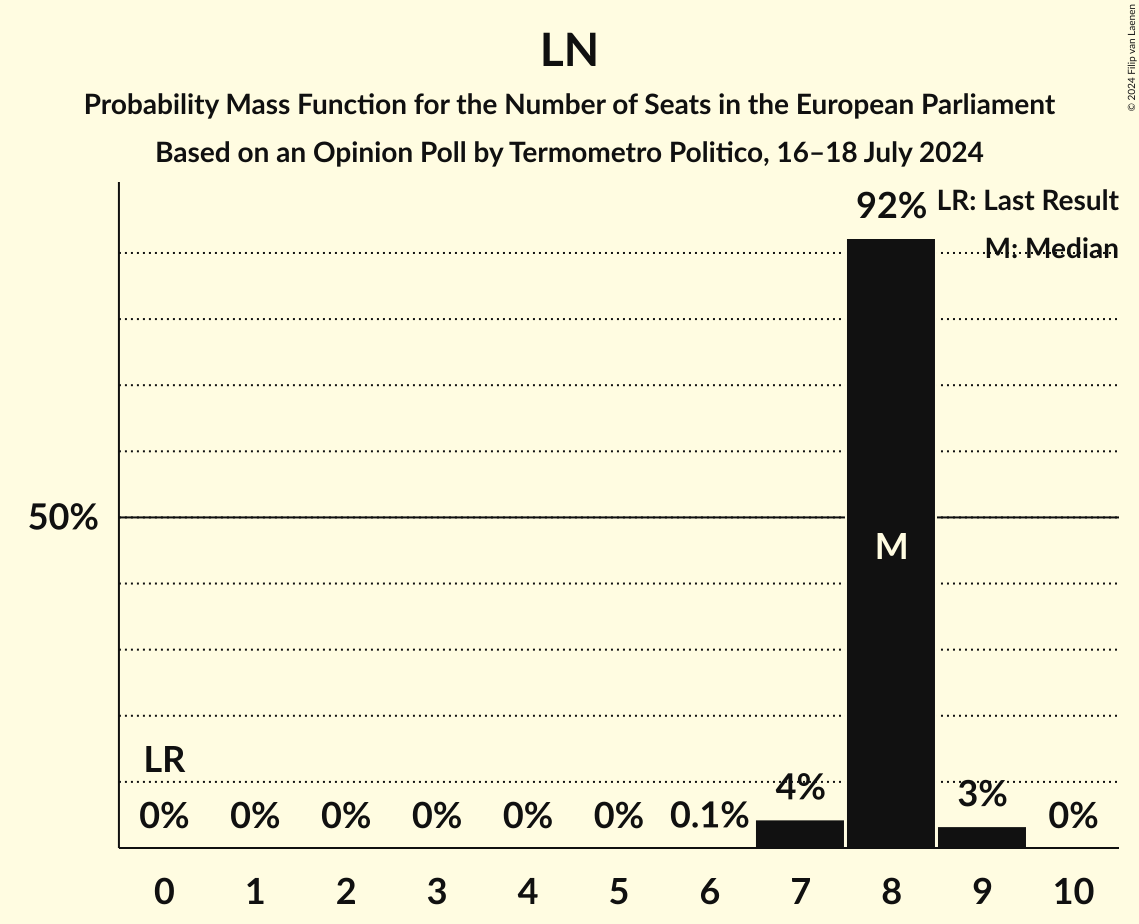 LN
Probability Mass Function for the Number of Seats in the European Parliament
Based on an Opinion Poll by Termometro Politico, 16–18 July 2024
© 2024 Filip van Laenen
LR: Last Result
M: Median
92%
50%
M
LR
0% 0% 0% 0% 0% 0% 0.1% 4% 3% 0%
0 1 2 3 4 5 6 7 8 9 10